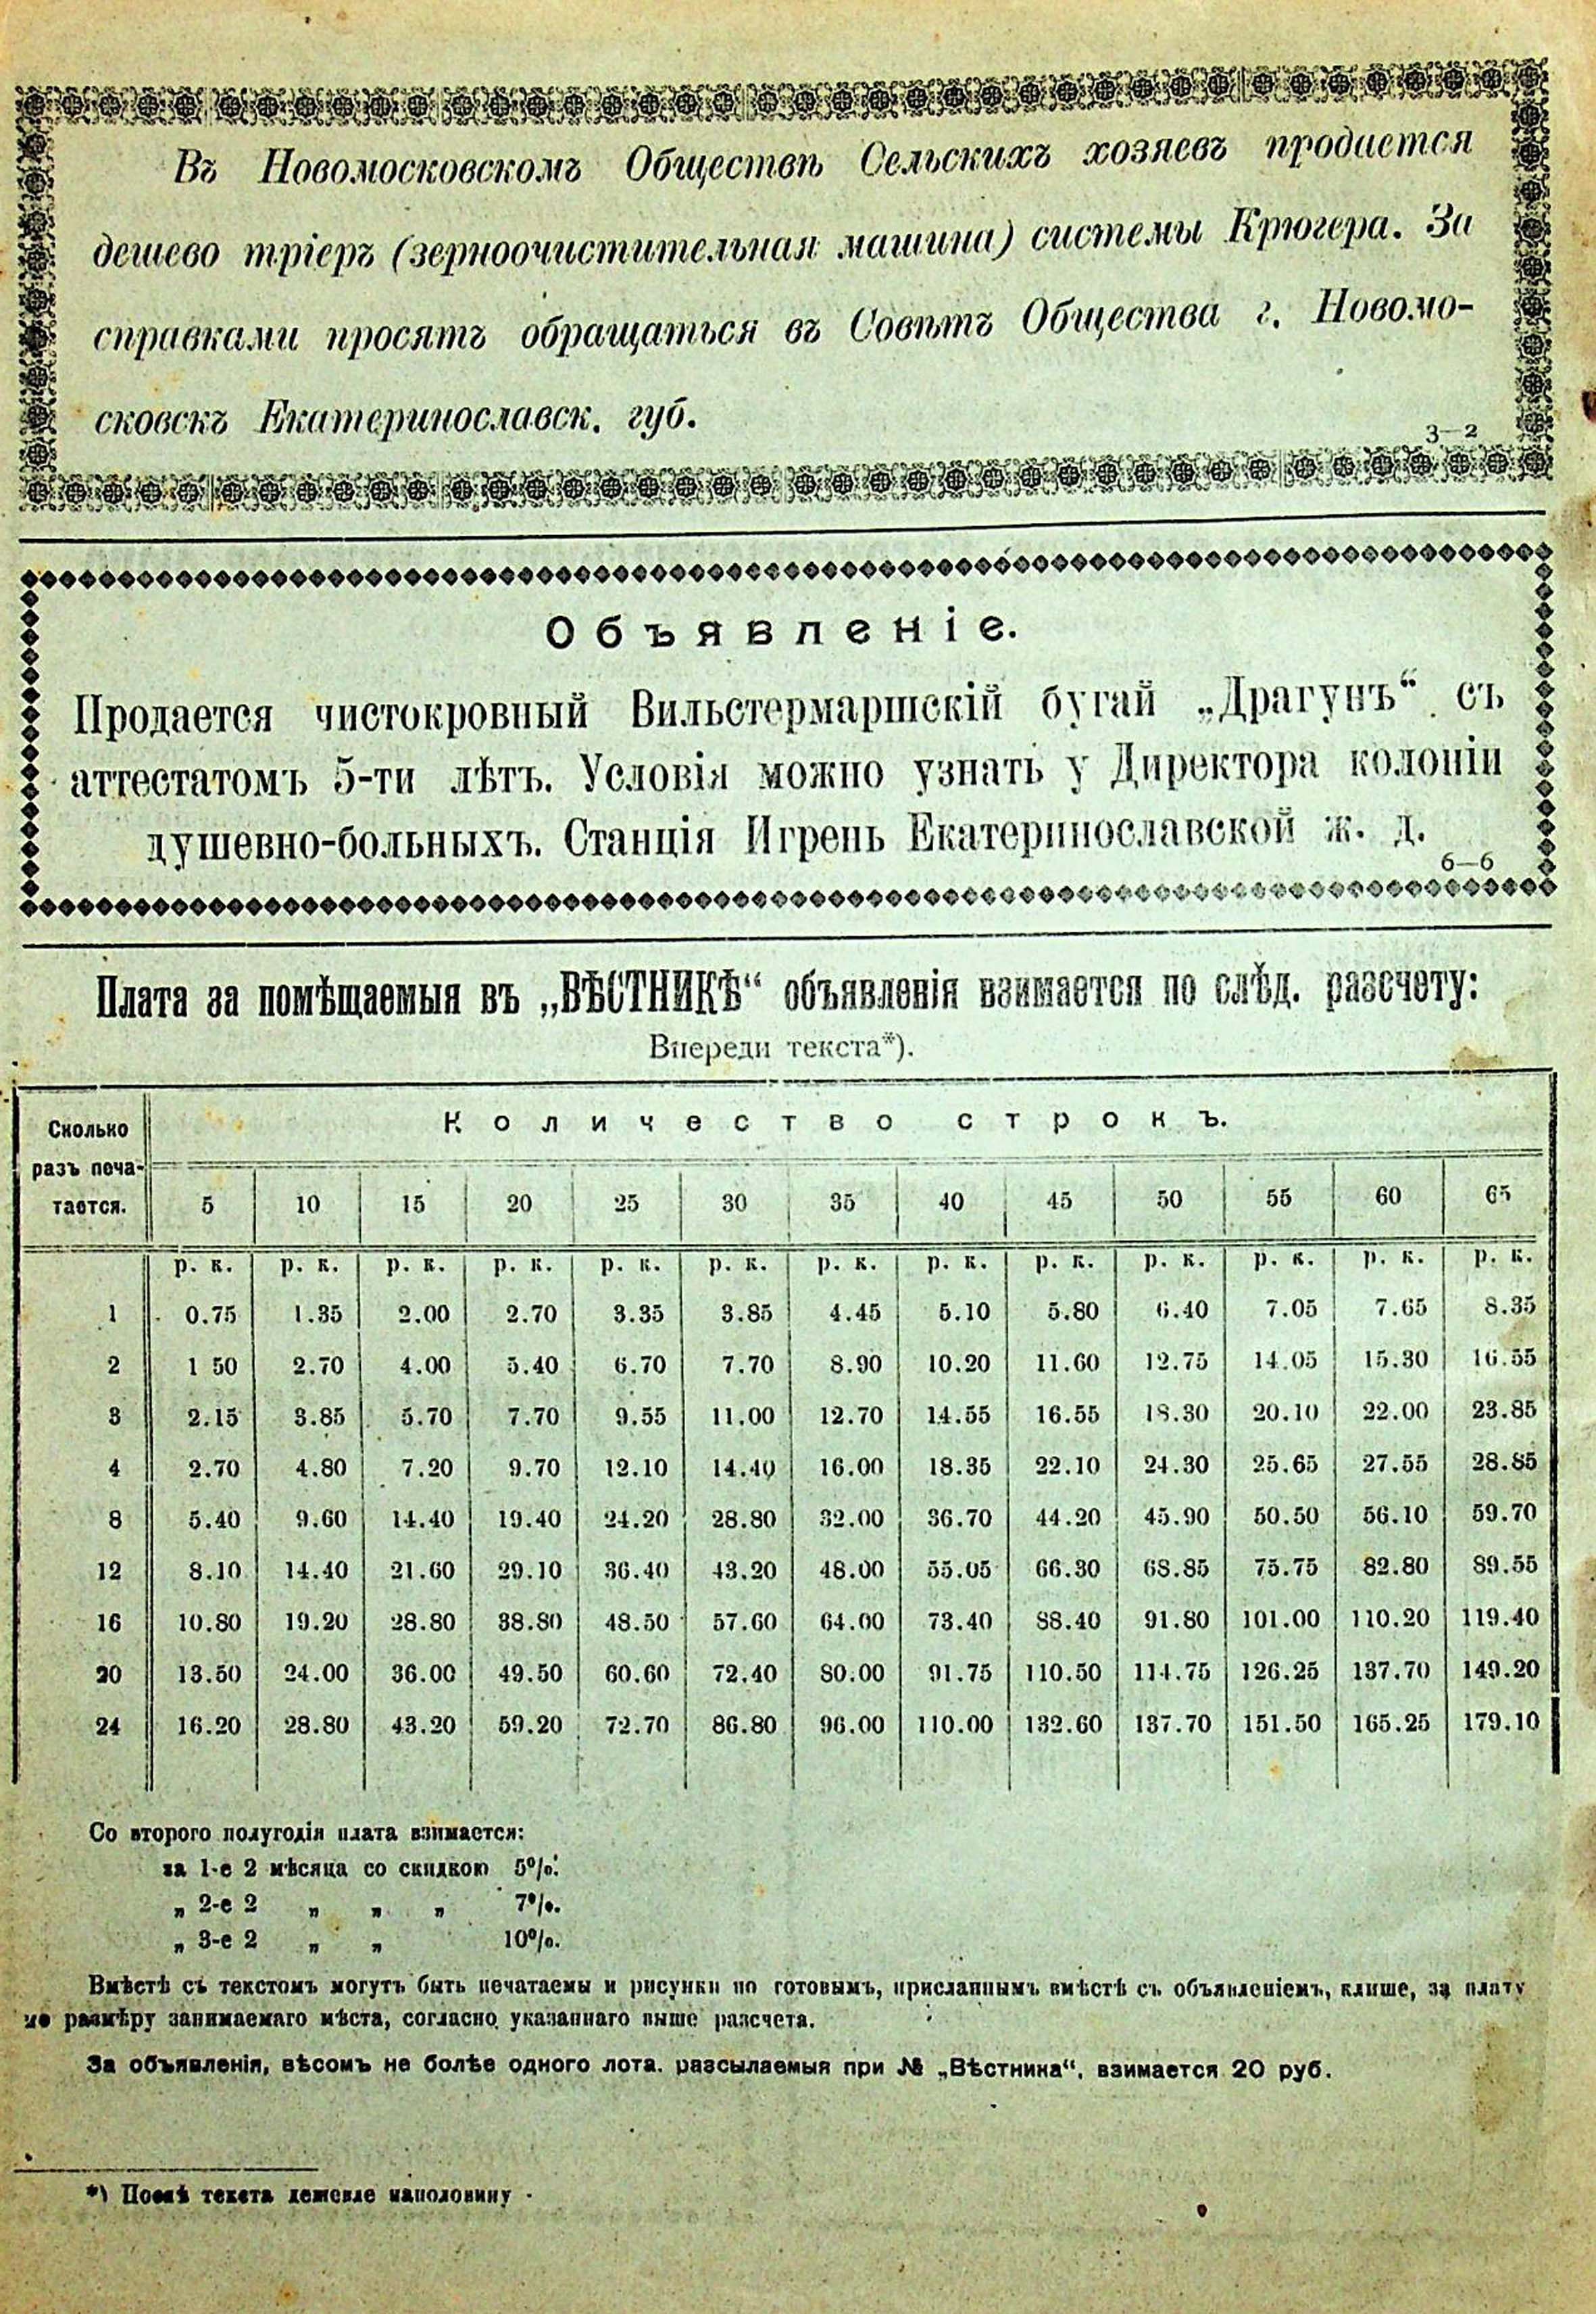 Въ Новомосковскомъ Обществѣ Сельскихъ хозяевъ продается
дешево тріеръ (зерноочистительная машина) системы Крюгера. За
справками просятъ обращаться въ Совѣтъ Общества г. Новомо-
сковскъ Екатеринославск. губ.
3—2
Объявленіе.
Продается чистокровный Вильстермаршскій бугай „Драгунъ“ съ
аттестатомъ 5-ти лѣтъ. Условія можно узнать у Директора колоніи
душевно-больныхъ. Станція Игрень Екатеринославской ж. д.
6—6
Плата за помѣщаемыя въ „ВѢСТНИКѢ“ объявленія взимается по слѣд. разсчету:
Впереди текста*).
Сколько разъ печа-тается. Количество строкъ.
5 10 15 20 25 30 35 40 45 50 55 60 65
р. к. р. к. р. к. р. к. р. к. р. к. р. к. р. к. р. к. р. к. р. к. р. к. р. к.
1 0.75 1.35 2.00 2.70 3.35 3.85 4.45 5.10 5.80 6.40 7.05 7.65 8.35
2 1 50 2.70 4.00 5.40 6.70 7.70 8.90 10.20 11.60 12.75 14.05 15.30 16.55
3 2.15 3.85 5.70 7.70 9.55 11.00 12.70 14.55 16.55 18.30 20.10 22.00 23.85
4 2.70 4.80 7.20 9.70 12.10 14.40 16.00 18.35 22.10 24.30 25.65 27.55 28.85
8 5.40 9.60 14.40 19.40 24.20 28.80 32.00 36.70 44.20 45.90 50.50 56.10 59.70
12 8.10 14.40 21.60 29.10 36.40 43.20 48.00 55.05 66.30 68.85 75.75 82.80 89.55
16 10.80 19.20 28.80 38.80 48.50 57.60 64.00 73.40 88.40 91.80 101.00 110.20 119.40
20 13.50 24.00 36.00 49.50 60.60 72.40 80.00 91.75 110.50 114.75 126.25 137.70 149.20
24 16.20 28.80 43.20 59.20 72.70 86.80 96.00 110.00 132.60 137.70 151.50 165.25 179.10
Со второго полугодія плата взимается:
за 1-е 2 мѣсяца со скидкою 5%.
„ 2-е 2 „ „ „ 7%.
„ 3-е 2 „ „ 10%.
Вмѣстѣ съ текстомъ могутъ быть печатаемы и рисунки по готовымъ, присланнымъ вмѣстѣ съ объявленіемъ, клише, за плату
по размѣру занимаемаго мѣста, согласно указаннаго выше разсчета.
За объявленія, вѣсомъ не болѣе одного лота. разсылаемыя при № „Вѣстника“, взимается 20 руб.
*) Послѣ текста дешевле наполовину